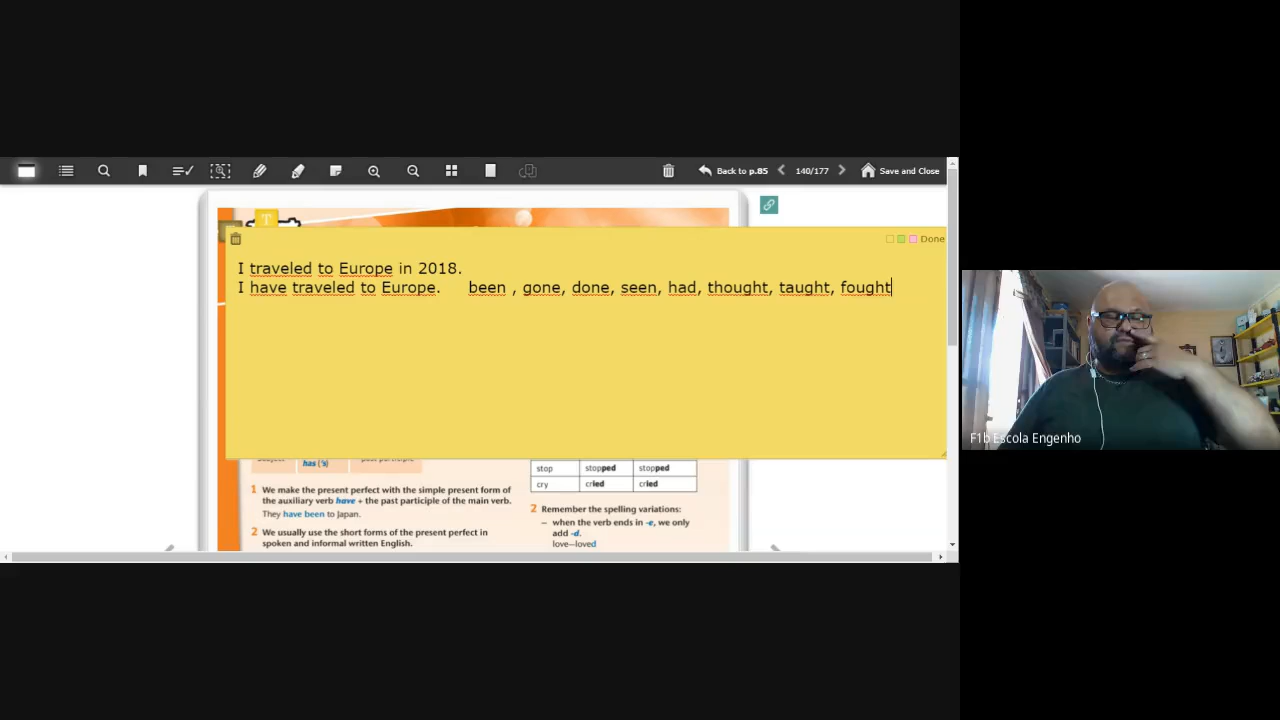 Back to p.85
140/177
Save and Close
T
Done
I traveled to Europe in 2018.
I have traveled to Europe. been , gone, done, seen, had, thought, taught, fought
has ('s)
past participle
1 We make the present perfect with the simple present form of
the auxiliary verb have + the past participle of the main verb.
They have been to Japan.
2 We usually use the short forms of the present perfect in
spoken and informal written English.
stop stopped stopped
cry cried cried
2 Remember the spelling variations:
– when the verb ends in -e, we only
add -d.
love—loved
F1b Escola Engenho